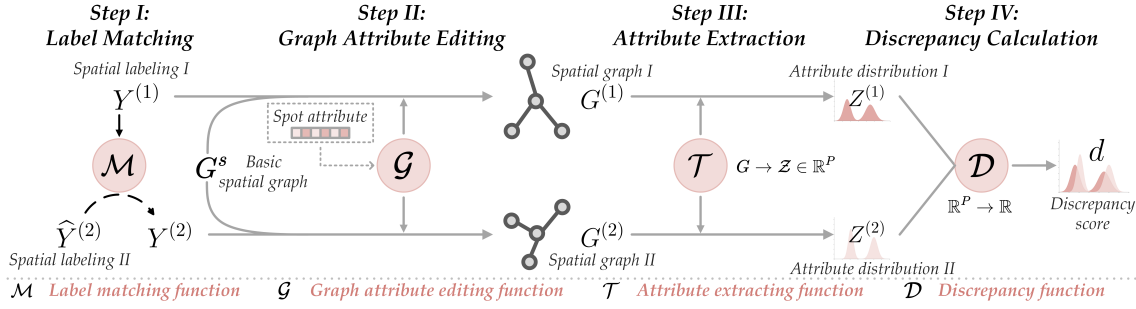 Step I:
Label Matching
Step II:
Graph Attribute Editing
Step III:
Attribute Extraction
Step IV:
Discrepancy Calculation
Spatial labeling I
Y^(1)
M
Ŷ^(2)
Y^(2)
Spatial labeling II
G^s
Basic
spatial graph
Spot attribute
G
Spatial graph I
G^(1)
G^(2)
Spatial graph II
T
G → Z ∈ ℝ^P
Attribute distribution I
Z^(1)
Z^(2)
Attribute distribution II
D
ℝ^P → ℝ
d
Discrepancy
score
M Label matching function
G Graph attribute editing function
T Attribute extracting function
D Discrepancy function